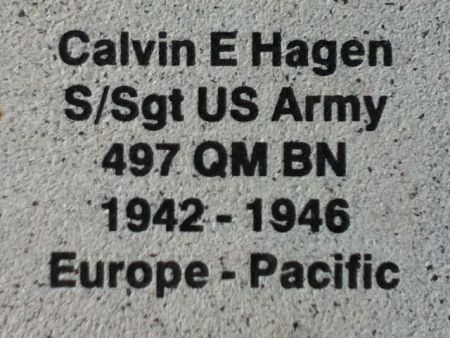 Calvin E Hagen
S/Sgt US Army
497 QM BN
1942 - 1946
Europe - Pacific